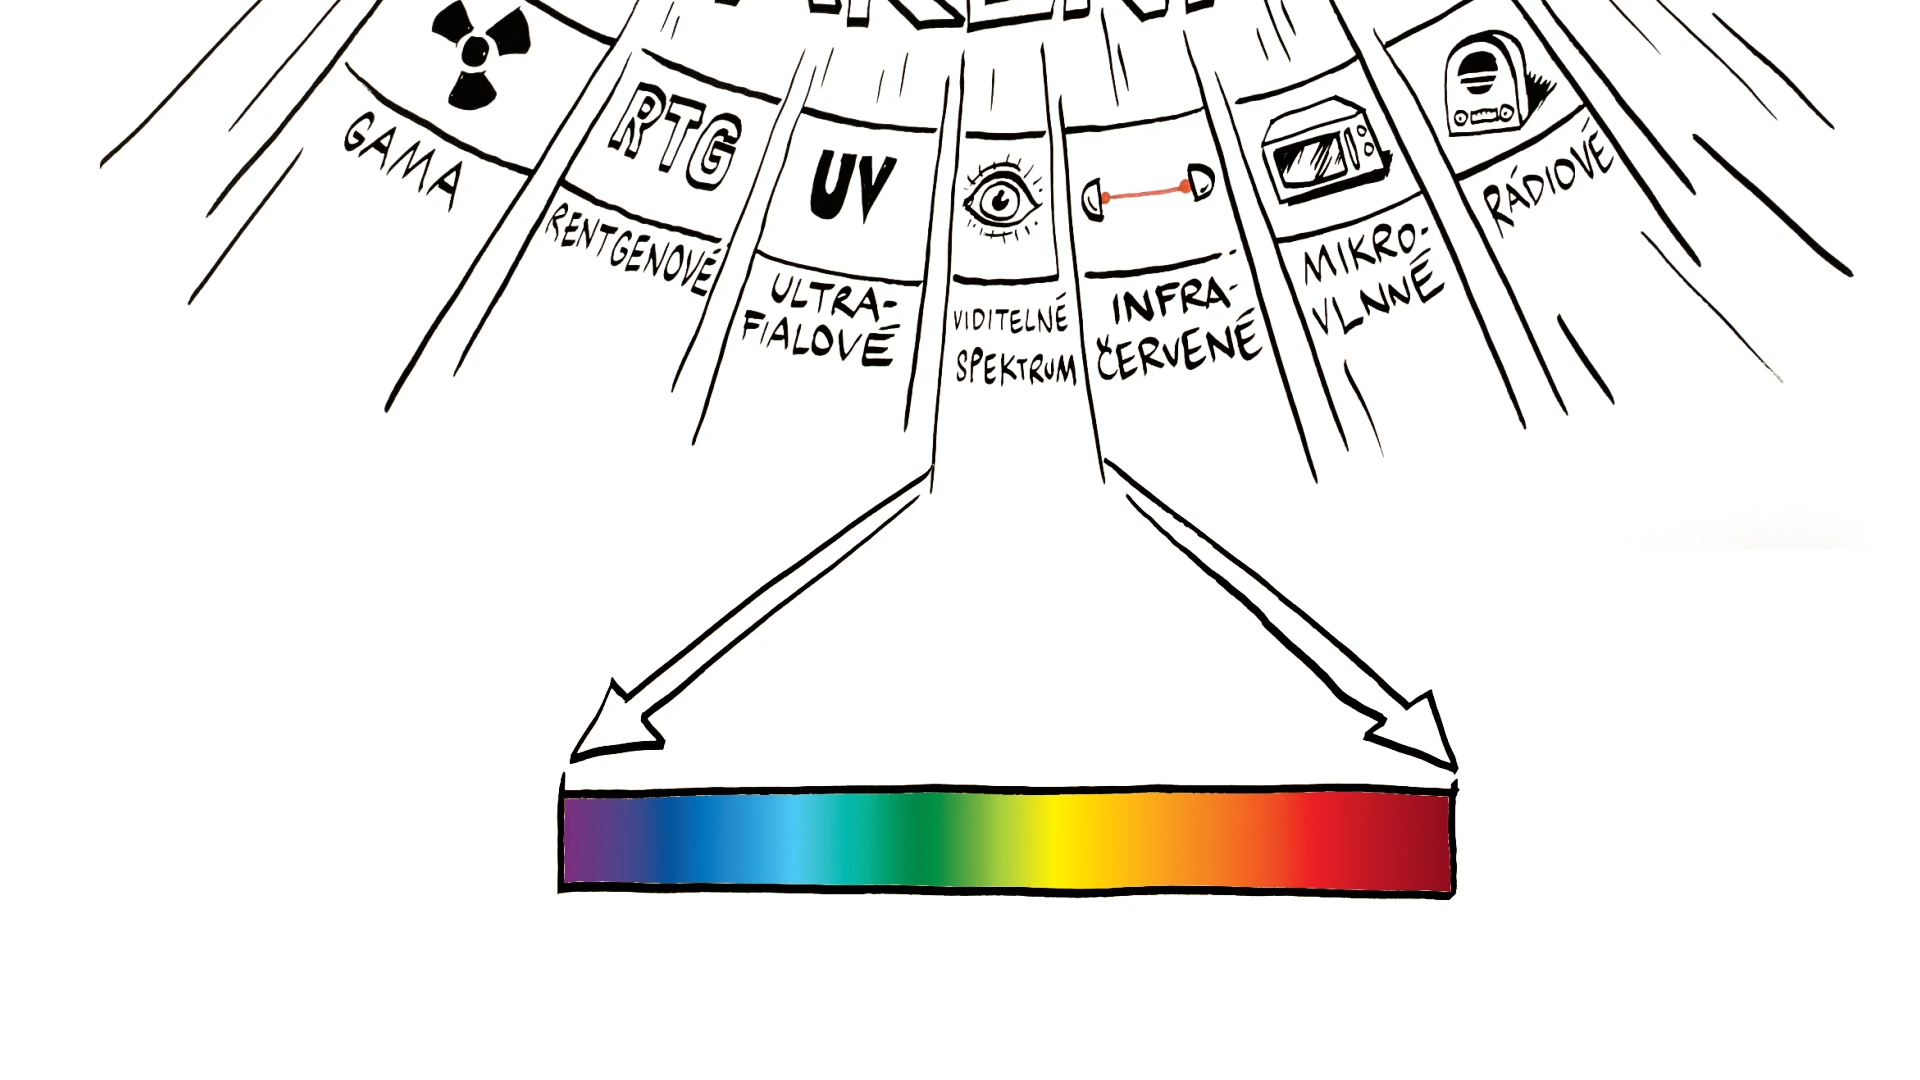 GAMA
RTG
RENTGENOVÉ
UV
ULTRA-
FIALOVÉ
VIDITELNÉ
SPEKTRUM
INFRA-
ČERVENÉ
MIKRO-
VLNNÉ
RÁDIOVÉ